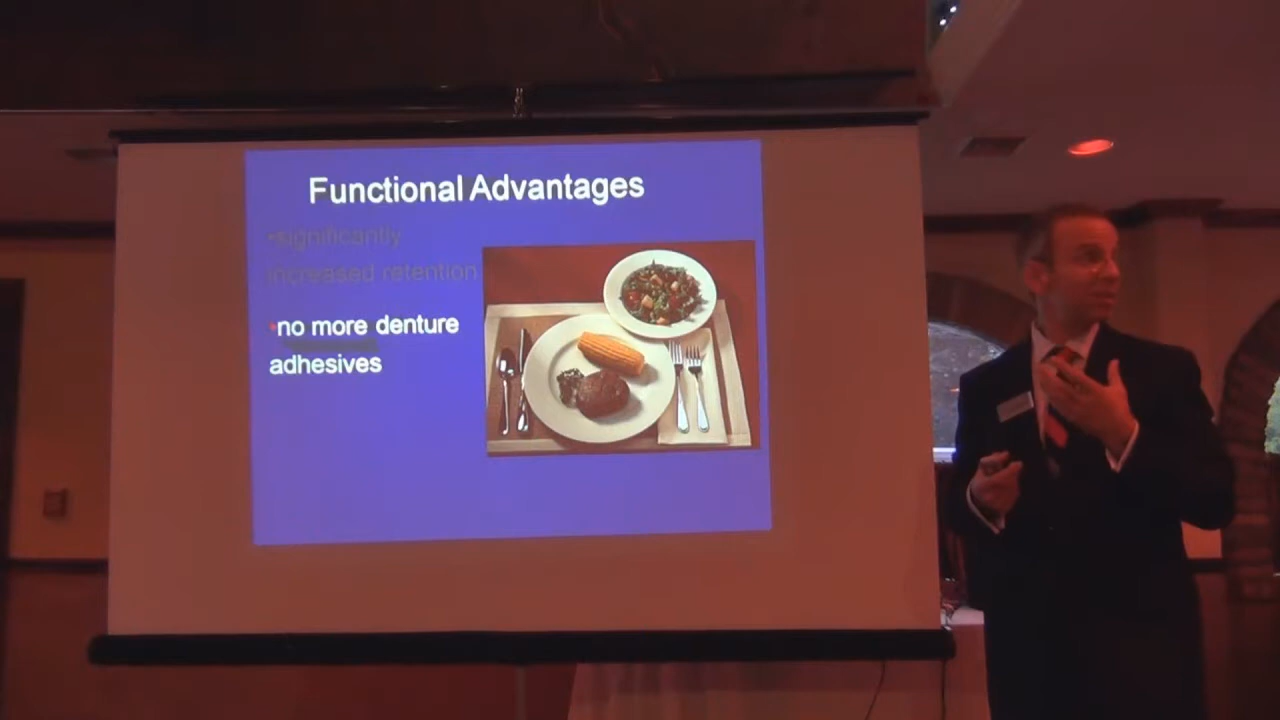 Functional Advantages
•significantly
increased retention
•no more denture
adhesives